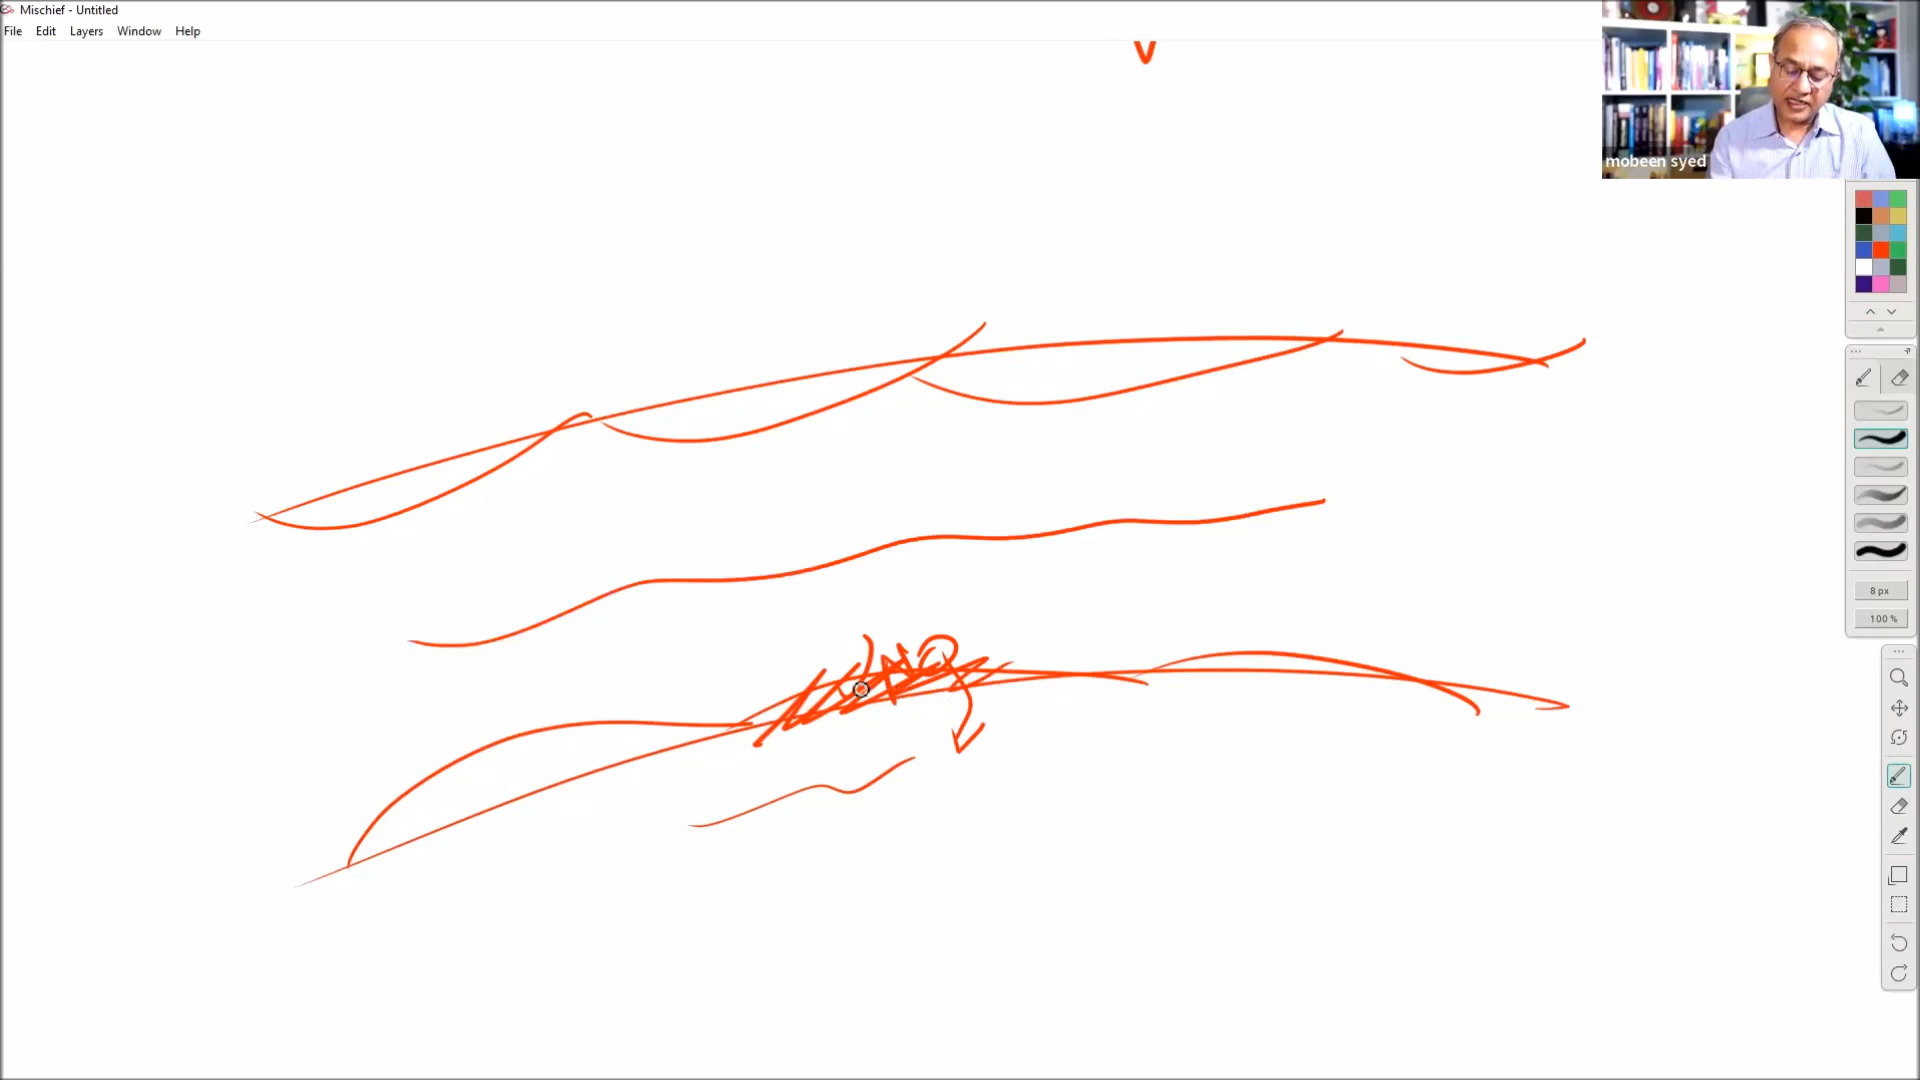 Mischief - Untitled
File Edit Layers Window Help
mobeen syed
8 px
100 %